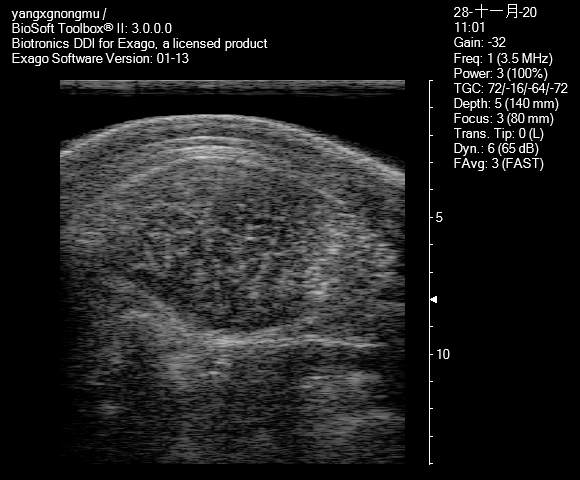 yangxgnongmu /
BioSoft Toolbox® II: 3.0.0.0
Biotronics DDI for Exago, a licensed product
Exago Software Version: 01-13
28-十一月-20
11:01
Gain: -32
Freq: 1 (3.5 MHz)
Power: 3 (100%)
TGC: 72/-16/-64/-72
Depth: 5 (140 mm)
Focus: 3 (80 mm)
Trans. Tip: 0 (L)
Dyn.: 6 (65 dB)
FAvg: 3 (FAST)
5
10